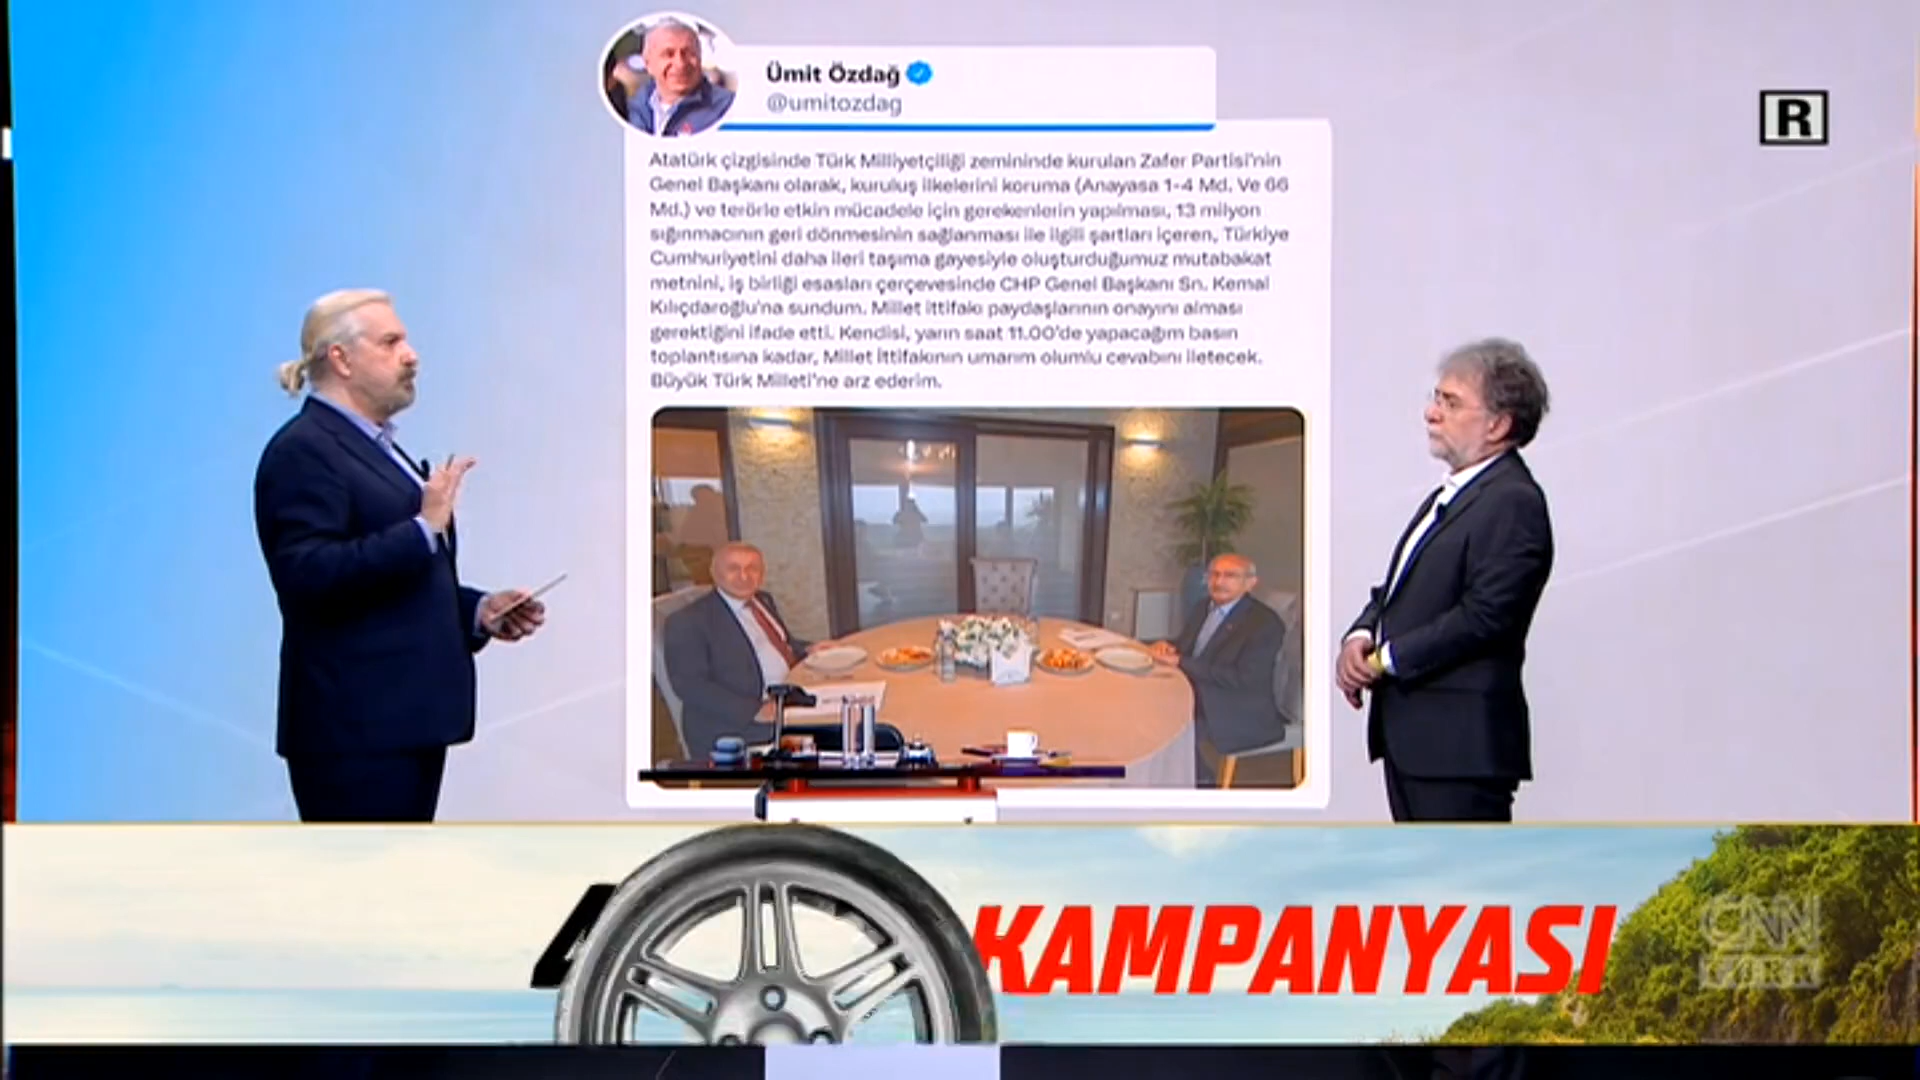 Ümit Özdağ
@umitozdag
R
Atatürk çizgisinde Türk Milliyetçiliği zemininde kurulan Zafer Partisi'nin
Genel Başkanı olarak, kuruluş ilkelerini koruma (Anayasa 1-4 Md. Ve 66
Md.) ve terörle etkin mücadele için gerekenlerin yapılması, 13 milyon
sığınmacının geri dönmesinin sağlanması ile ilgili şartları içeren, Türkiye
Cumhuriyetini daha ileri taşıma gayesiyle oluşturduğumuz mutabakat
metnini, iş birliği esasları çerçevesinde CHP Genel Başkanı Sn. Kemal
Kılıçdaroğlu'na sundum. Millet İttifakı paydaşlarının onayını alması
gerektiğini ifade etti. Kendisi, yarın saat 11.00'de yapacağım basın
toplantısına kadar, Millet İttifakının umarım olumlu cevabını iletecek.
Büyük Türk Milleti'ne arz ederim.
KAMPANYASI
CNN
TÜRK